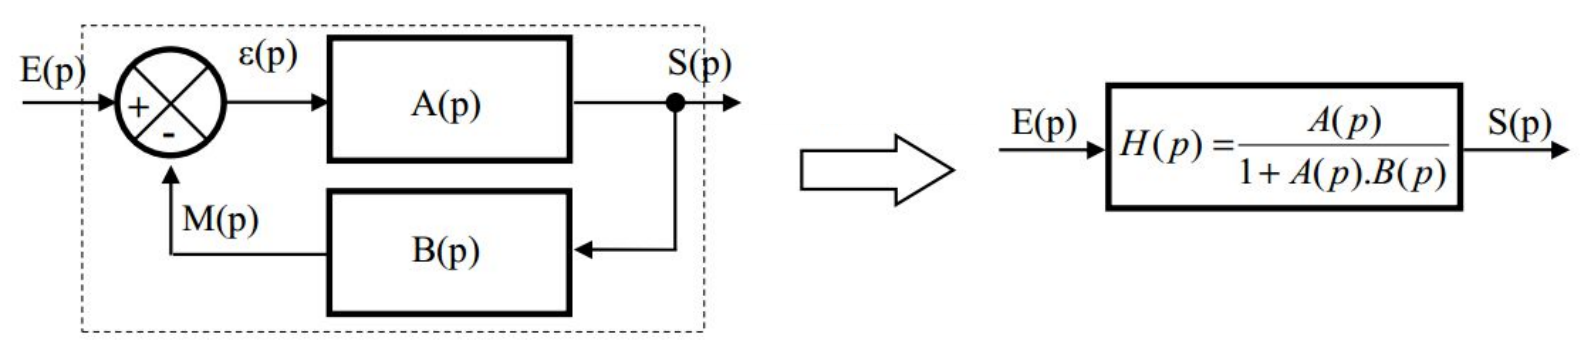 E(p)
+
-
ε(p)
A(p)
S(p)
M(p)
B(p)
E(p)
H(p) = A(p) / 1 + A(p).B(p)
S(p)